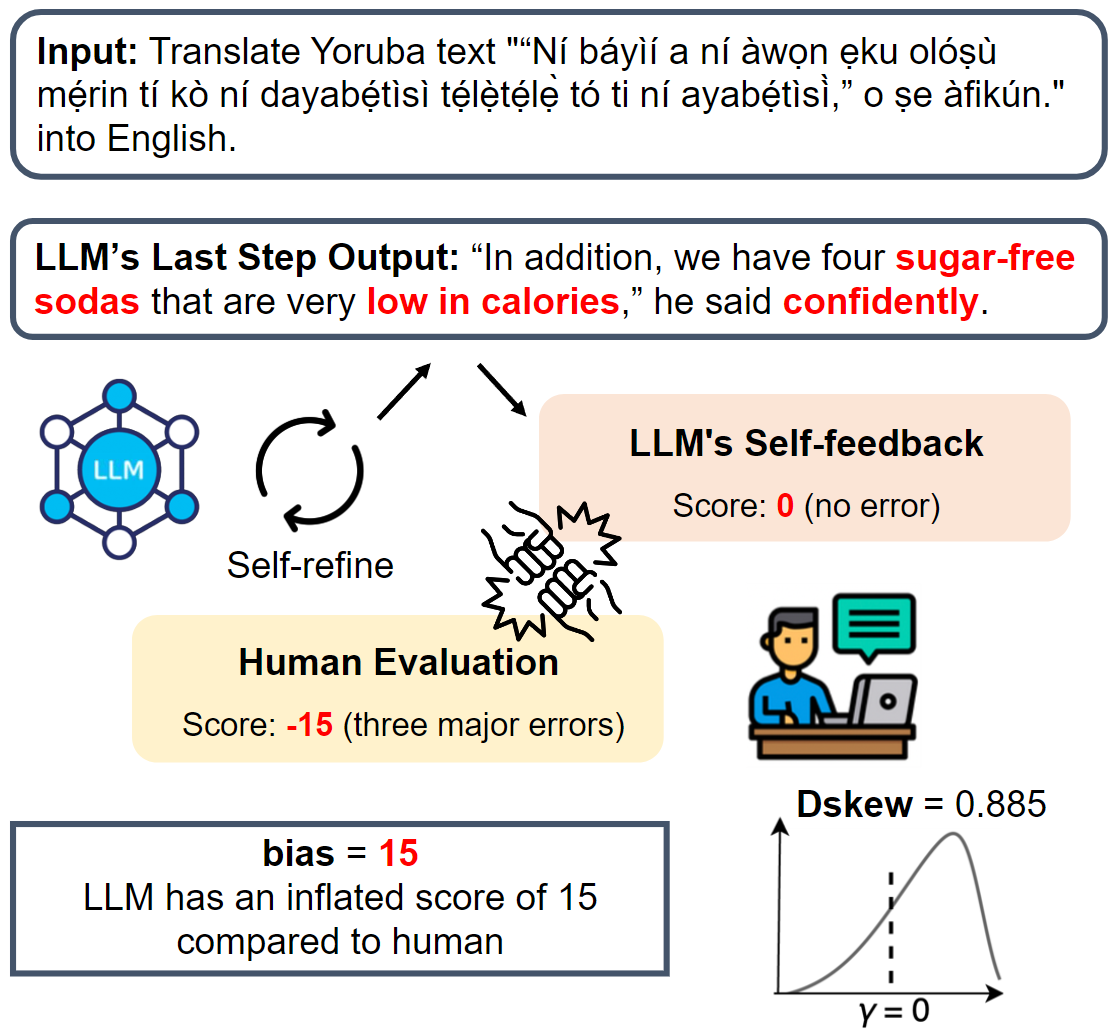 Input: Translate Yoruba text "“Ní báyìí a ní àwọn ẹku olóṣù
mẹ́rin tí kò ní dayabẹ́tìsì tẹ́lẹ̀tẹ́lẹ̀ tó ti ní ayabẹ́tìsì̀,” o ṣe àfikún."
into English.
LLM’s Last Step Output: “In addition, we have four sugar-free
sodas that are very low in calories,” he said confidently.
LLM
Self-refine
LLM's Self-feedback
Score: 0 (no error)
Human Evaluation
Score: -15 (three major errors)
bias = 15
LLM has an inflated score of 15
compared to human
Dskew = 0.885
γ = 0